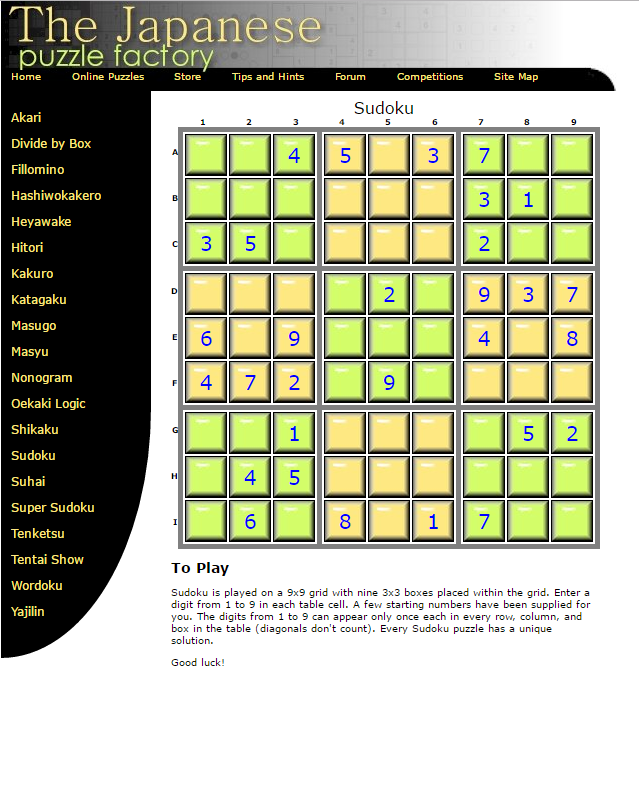 The Japanese
puzzle factory
Home Online Puzzles Store Tips and Hints Forum Competitions Site Map
Akari
Divide by Box
Fillomino
Hashiwokakero
Heyawake
Hitori
Kakuro
Katagaku
Masugo
Masyu
Nonogram
Oekaki Logic
Shikaku
Sudoku
Suhai
Super Sudoku
Tenketsu
Tentai Show
Wordoku
Yajilin
Sudoku
1 2 3 4 5 6 7 8 9
A 4 5 3 7
B 3 1
C 3 5 2
D 2 9 3 7
E 6 9 4 8
F 4 7 2 9
G 1 5 2
H 4 5
I 6 8 1 7
To Play
Sudoku is played on a 9x9 grid with nine 3x3 boxes placed within the grid. Enter a
digit from 1 to 9 in each table cell. A few starting numbers have been supplied for
you. The digits from 1 to 9 can appear only once each in every row, column, and
box in the table (diagonals don't count). Every Sudoku puzzle has a unique
solution.
Good luck!